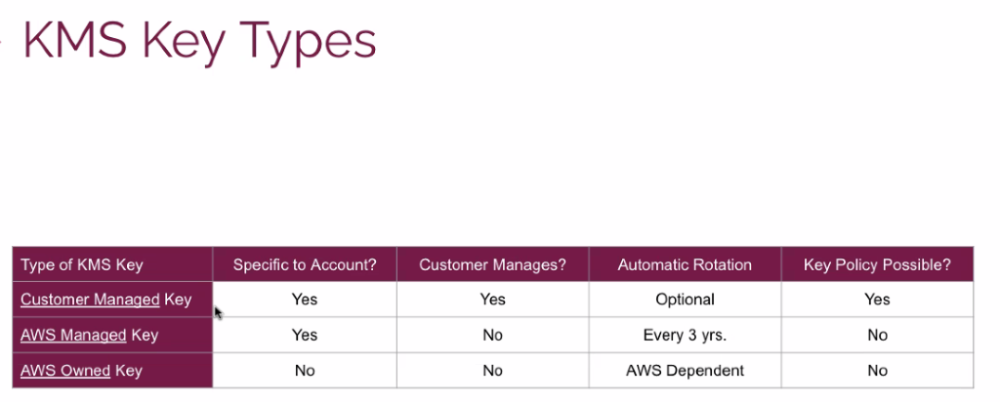 KMS Key Types
Type of KMS Key Specific to Account? Customer Manages? Automatic Rotation Key Policy Possible?
Customer Managed Key Yes Yes Optional Yes
AWS Managed Key Yes No Every 3 yrs. No
AWS Owned Key No No AWS Dependent No